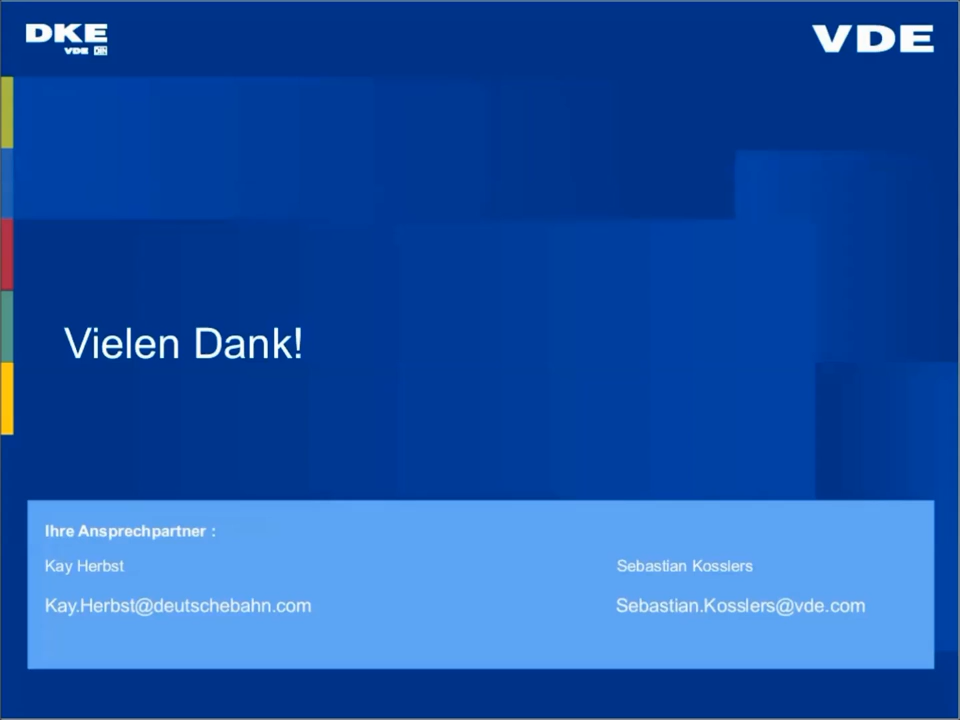 DKE
VDE DIN
VDE
Vielen Dank!
Ihre Ansprechpartner :
Kay Herbst
Sebastian Kosslers
Kay.Herbst@deutschebahn.com
Sebastian.Kosslers@vde.com